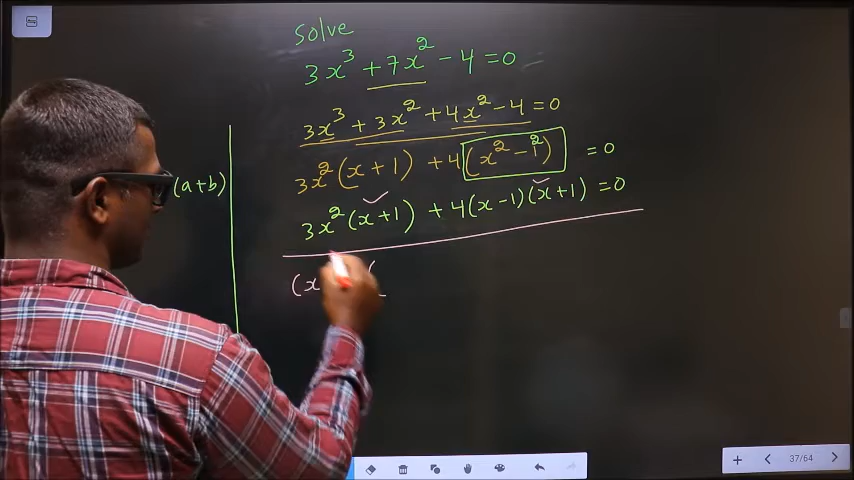 Solve
3x³ + 7x² - 4 = 0
3x³ + 3x² + 4x² - 4 = 0
3x²(x + 1) + 4(x² - 1²) = 0
(a+b)
3x²(x + 1) + 4(x - 1)(x + 1) = 0
(x (
37/64